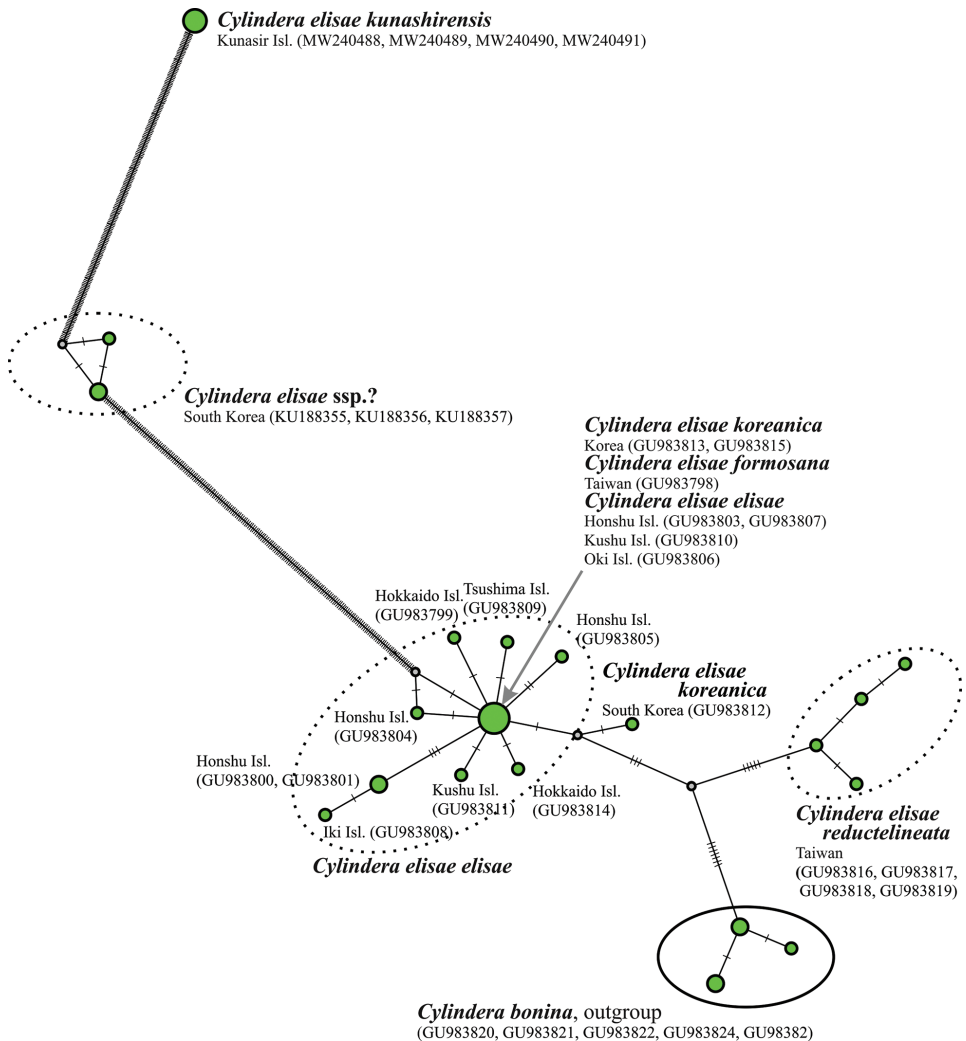 Cylindera elisae kunashirensis
Kunasir Isl. (MW240488, MW240489, MW240490, MW240491)
Cylindera elisae ssp.?
South Korea (KU188355, KU188356, KU188357)
Cylindera elisae koreanica
Korea (GU983813, GU983815)
Cylindera elisae formosana
Taiwan (GU983798)
Cylindera elisae elisae
Honshu Isl. (GU983803, GU983807)
Kushu Isl. (GU983810)
Oki Isl. (GU983806)
Hokkaido Isl.
(GU983799)
Tsushima Isl.
(GU983809)
Honshu Isl.
(GU983805)
Cylindera elisae
koreanica
South Korea (GU983812)
Honshu Isl.
(GU983804)
Honshu Isl.
(GU983800, GU983801)
Kushu Isl.
(GU983811)
Hokkaido Isl.
(GU983814)
Iki Isl. (GU983808)
Cylindera elisae elisae
Cylindera elisae
reductelineata
Taiwan
(GU983816, GU983817,
GU983818, GU983819)
Cylindera bonina, outgroup
(GU983820, GU983821, GU983822, GU983824, GU98382)